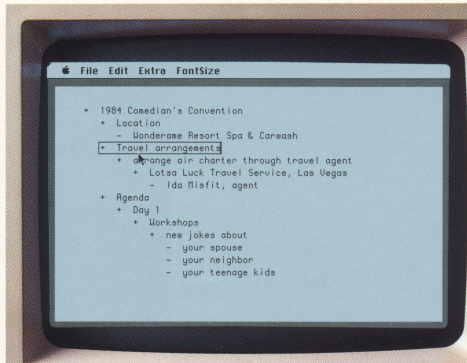 File Edit Extra FontSize
+ 1984 Comedian's Convention
+ Location
- Wonderame Resort Spa & Carwash
+ Travel arrangements
+ arrange air charter through travel agent
+ Lotsa Luck Travel Service, Las Vegas
- Ida Misfit, agent
+ Agenda
+ Day 1
+ Workshops
+ new jokes about
- your spouse
- your neighbor
- your teenage kids